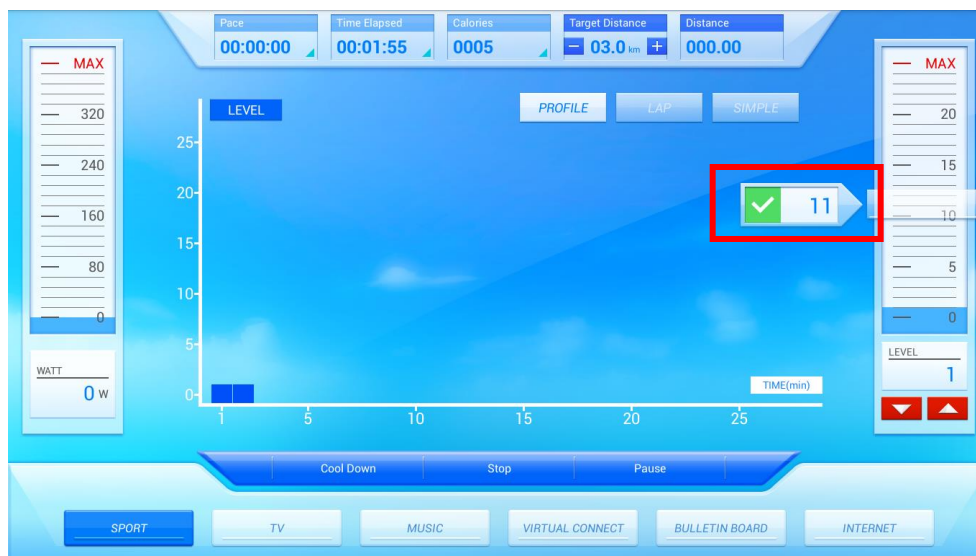 Pace
Time Elapsed
Calories
Target Distance
Distance
00:00:00
00:01:55
0005
− 03.0 km +
000.00
MAX
320
240
160
80
0
WATT
0 W
LEVEL
25
20
15
10
5
0
1 5 10 15 20 25
TIME(min)
PROFILE
LAP
SIMPLE
11
MAX
20
15
10
5
0
LEVEL
1
Cool Down
Stop
Pause
SPORT
TV
MUSIC
VIRTUAL CONNECT
BULLETIN BOARD
INTERNET